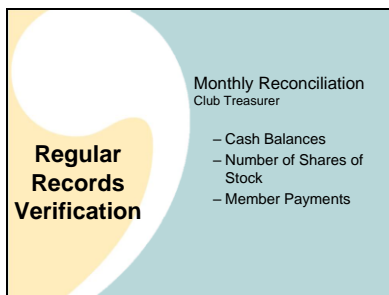 Monthly Reconciliation
Club Treasurer
– Cash Balances
– Number of Shares of
Stock
– Member Payments
Regular
Records
Verification